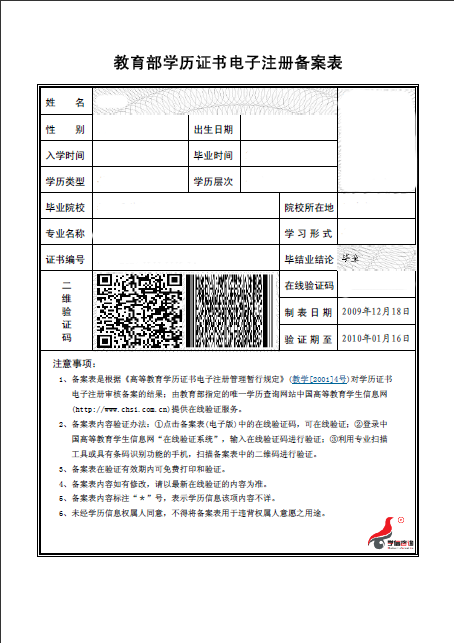 教育部学历证书电子注册备案表
姓 名
性 别 出生日期
入学时间 毕业时间
学历类型 学历层次
毕业院校 院校所在地
专业名称 学习形式
证书编号 毕结业结论 毕业
二维验证码 在线验证码
制表日期 2009年12月18日
验证期至 2010年01月16日
注意事项：
1、备案表是根据《高等教育学历证书电子注册管理暂行规定》(教学[2001]4号)对学历证书
电子注册审核备案的结果；由教育部指定的唯一学历查询网站中国高等教育学生信息网
(http://www.chsi.com.cn)提供在线验证服务。
2、备案表验证办法：①点击备案表(电子版)中的在线验证码，可在线验证；②登录中
国高等教育学生信息网“在线验证系统”，输入在线验证码进行验证；③利用专业扫描
工具或具有条码识别功能的手机，扫描备案表中的二维码进行验证。
3、备案表在验证有效期内可免费打印和验证。
4、备案表内容如有修改，请以最新在线验证的内容为准。
5、备案表内容标注“＊”号，表示学历信息该项内容不详。
6、未经学历信息权属人同意，不得将备案表用于违背权属人意愿之用途。
学信咨询